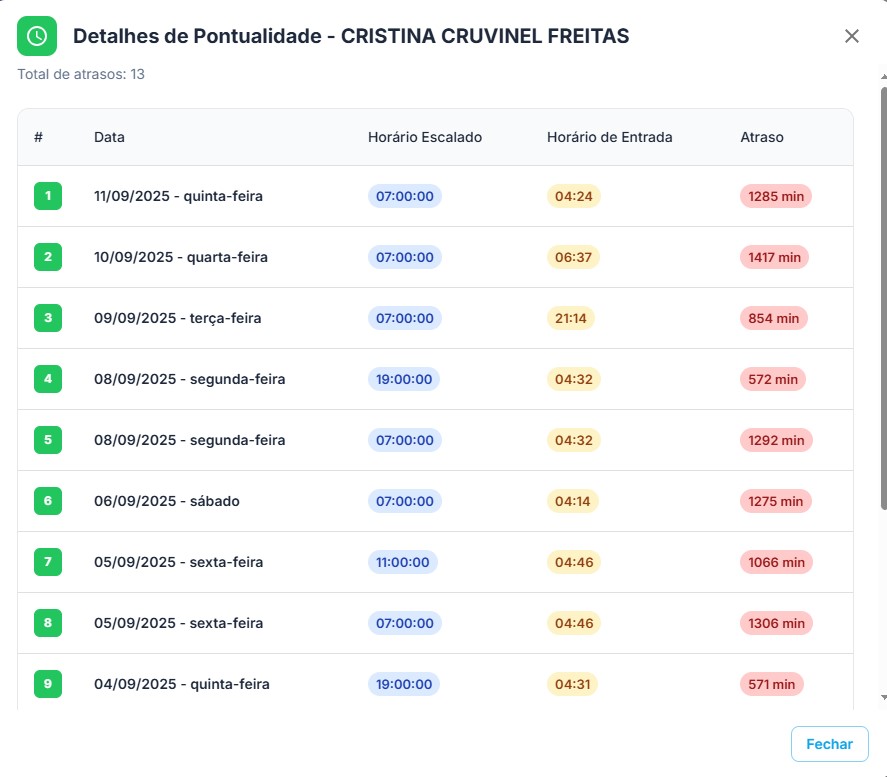 Detalhes de Pontualidade - CRISTINA CRUVINEL FREITAS
Total de atrasos: 13
# Data Horário Escalado Horário de Entrada Atraso
1 11/09/2025 - quinta-feira 07:00:00 04:24 1285 min
2 10/09/2025 - quarta-feira 07:00:00 06:37 1417 min
3 09/09/2025 - terça-feira 07:00:00 21:14 854 min
4 08/09/2025 - segunda-feira 19:00:00 04:32 572 min
5 08/09/2025 - segunda-feira 07:00:00 04:32 1292 min
6 06/09/2025 - sábado 07:00:00 04:14 1275 min
7 05/09/2025 - sexta-feira 11:00:00 04:46 1066 min
8 05/09/2025 - sexta-feira 07:00:00 04:46 1306 min
9 04/09/2025 - quinta-feira 19:00:00 04:31 571 min
Fechar